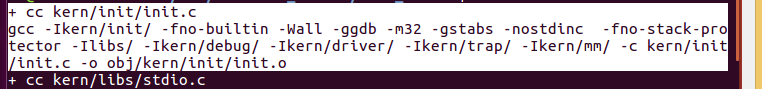 + cc kern/init/init.c
gcc -Ikern/init/ -fno-builtin -Wall -ggdb -m32 -gstabs -nostdinc  -fno-stack-pro
tector -Ilibs/ -Ikern/debug/ -Ikern/driver/ -Ikern/trap/ -Ikern/mm/ -c kern/init
/init.c -o obj/kern/init/init.o
+ cc kern/libs/stdio.c